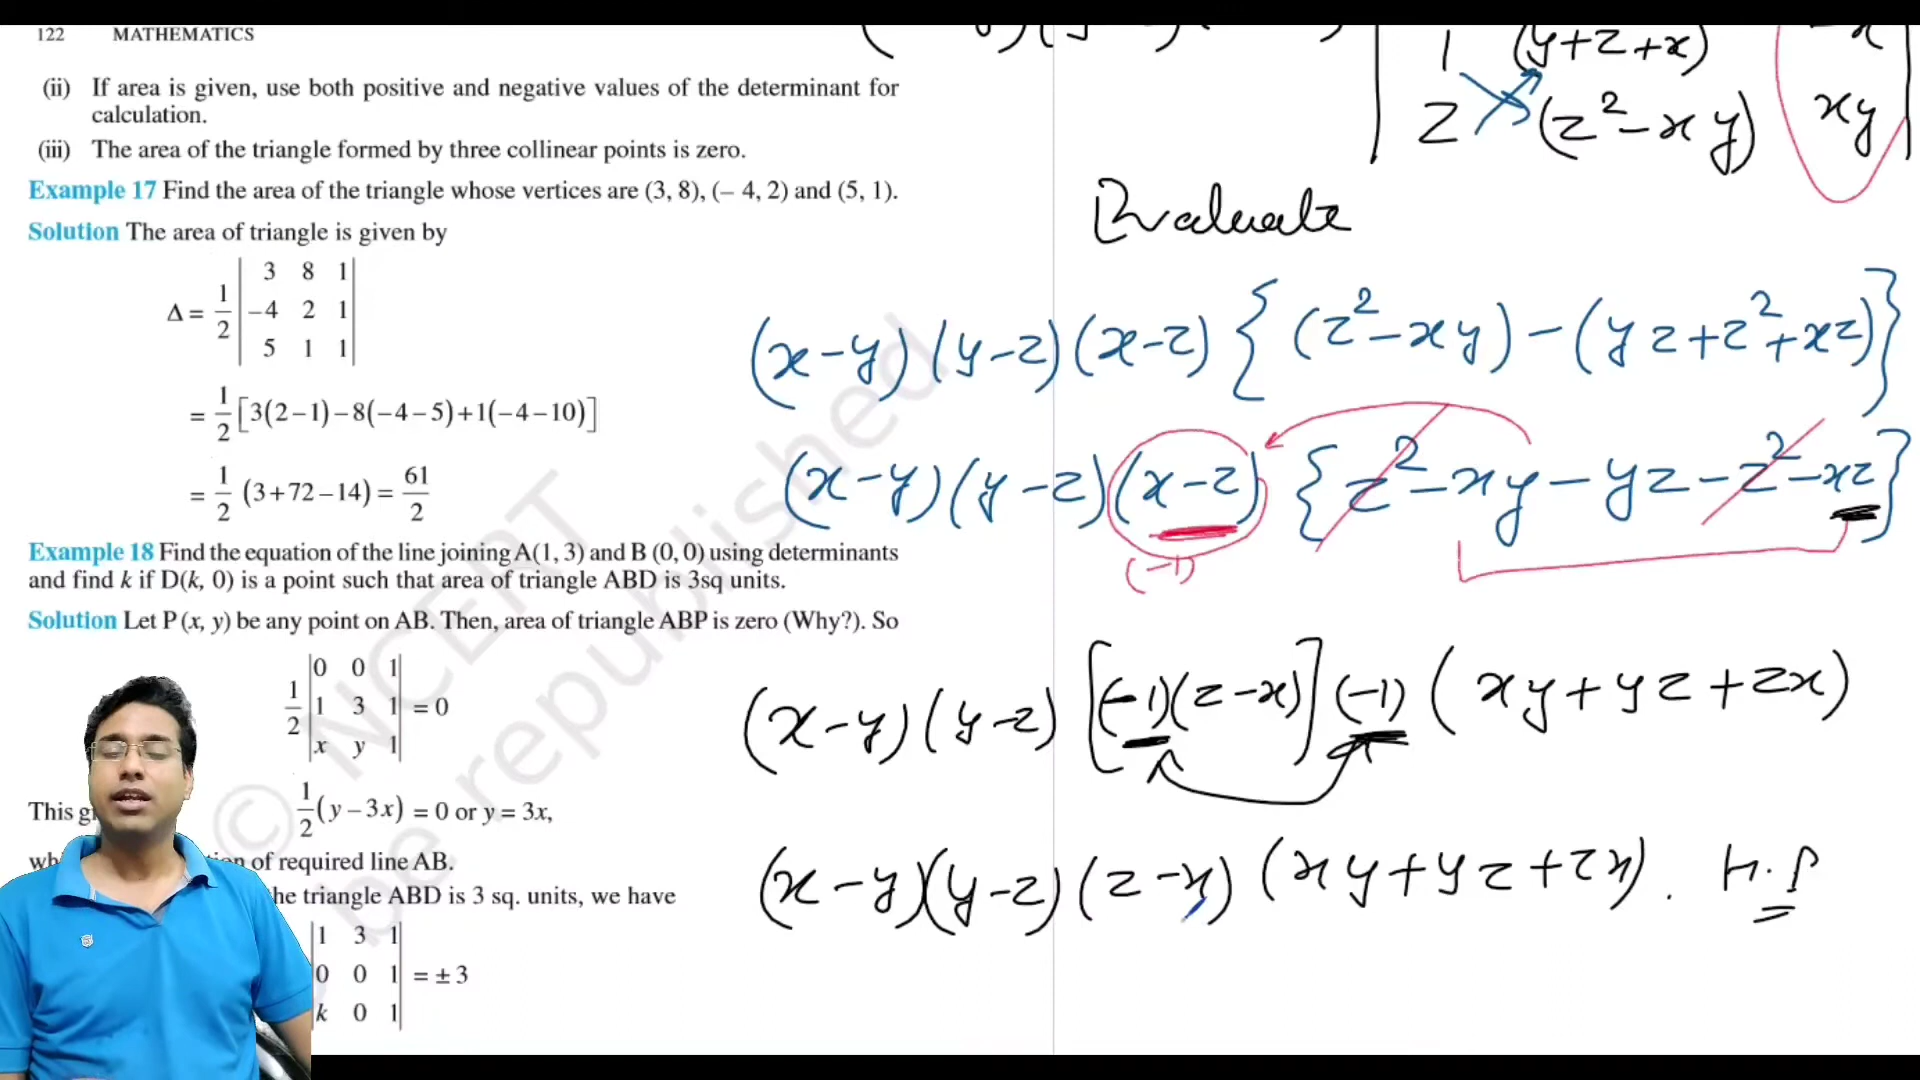 122 MATHEMATICS
(ii) If area is given, use both positive and negative values of the determinant for
calculation.
(iii) The area of the triangle formed by three collinear points is zero.
Example 17 Find the area of the triangle whose vertices are (3, 8), (– 4, 2) and (5, 1).
Solution The area of triangle is given by
Δ = 1/2 | 3 8 1 |
| –4 2 1 |
| 5 1 1 |
= 1/2 [3(2–1)–8(–4–5)+1(–4–10)]
= 1/2 (3+72–14) = 61/2
Example 18 Find the equation of the line joining A(1, 3) and B (0, 0) using determinants
and find k if D(k, 0) is a point such that area of triangle ABD is 3sq units.
Solution Let P (x, y) be any point on AB. Then, area of triangle ABP is zero (Why?). So
1/2 | 0 0 1 |
| 1 3 1 | = 0
| x y 1 |
This
1/2 (y – 3x) = 0 or y = 3x,
of required line AB.
he triangle ABD is 3 sq. units, we have
| 1 3 1 |
| 0 0 1 | = ± 3
| k 0 1 |
© NCERT
be republished
1 (y+z+x)
z (z²-xy) xy
Evaluate
(x-y)(y-z)(x-z) { (z²-xy) - (yz+z²+xz) }
(x-y)(y-z)(x-z) { z²-xy-yz-z²-xz }
(-1)
(x-y)(y-z) [(-1)(z-x)] (-1) (xy+yz+zx)
(x-y)(y-z)(z-x) (xy+yz+zx). H.P